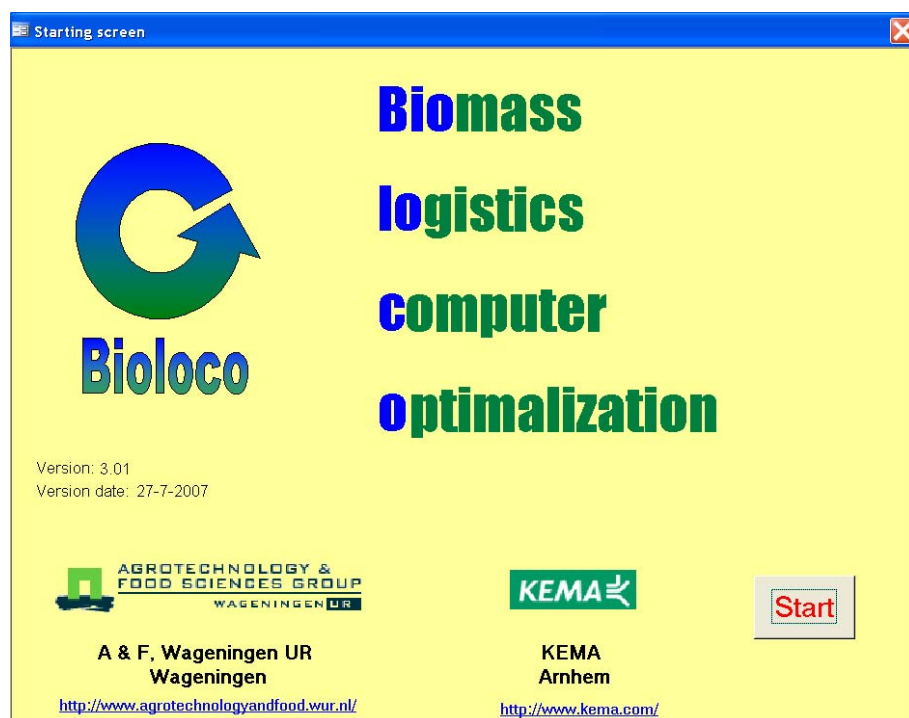 Starting screen
Biomass
logistics
computer
optimalization
Bioloco
Version: 3.01
Version date: 27-7-2007
AGROTECHNOLOGY &
FOOD SCIENCES GROUP
WAGENINGEN UR
KEMA
Start
A & F, Wageningen UR
Wageningen
http://www.agrotechnologyandfood.wur.nl/
KEMA
Arnhem
http://www.kema.com/